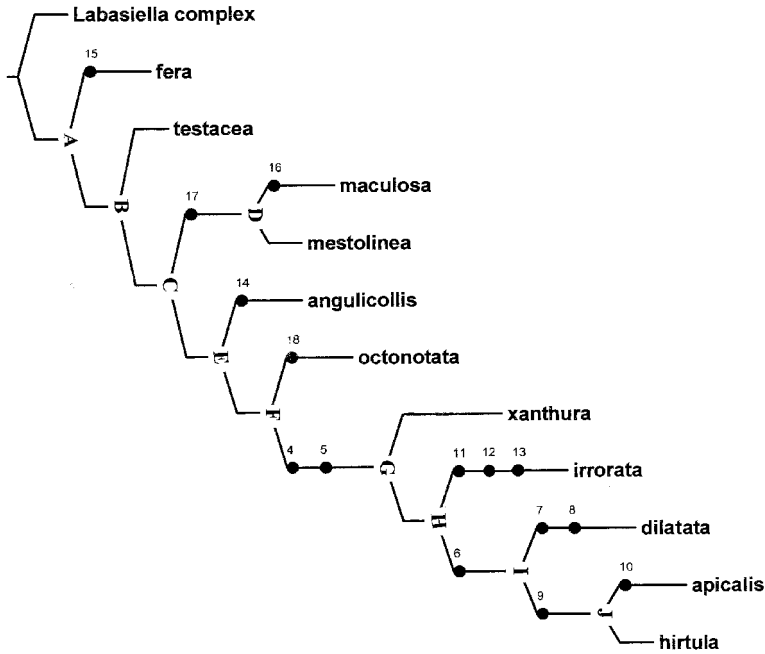 Labasiella complex
15
fera
A
testacea
16
maculosa
17
B
D
mestolinea
C
14
angulicollis
18
E
octonotata
F
xanthura
4 5
G
11 12 13
irrorata
H
7 8
dilatata
6
I
10
apicalis
9
J
hirtula